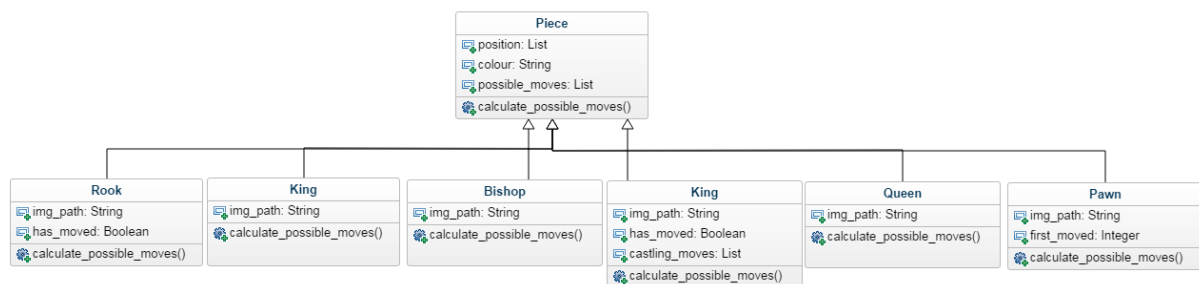 Piece
position: List
colour: String
possible_moves: List
calculate_possible_moves()
Rook
img_path: String
has_moved: Boolean
calculate_possible_moves()
King
img_path: String
calculate_possible_moves()
Bishop
img_path: String
calculate_possible_moves()
King
img_path: String
has_moved: Boolean
castling_moves: List
calculate_possible_moves()
Queen
img_path: String
calculate_possible_moves()
Pawn
img_path: String
first_moved: Integer
calculate_possible_moves()